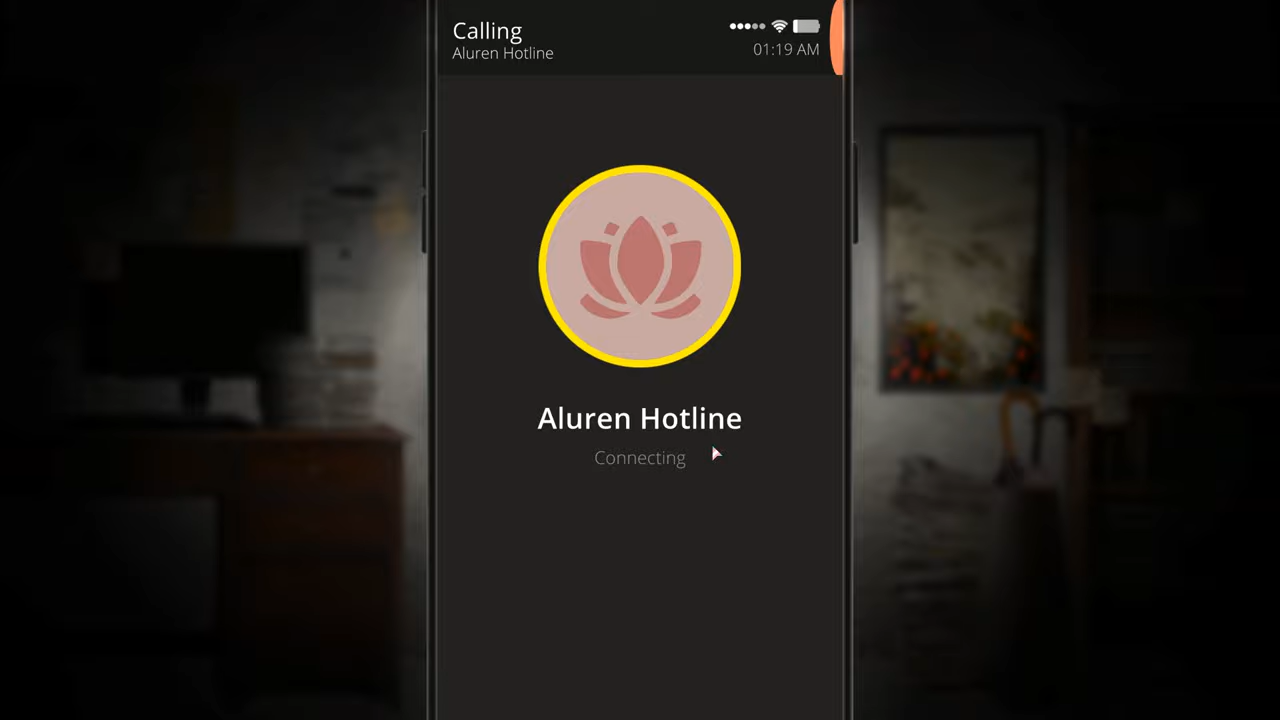 Calling
Aluren Hotline
01:19 AM
Aluren Hotline
Connecting